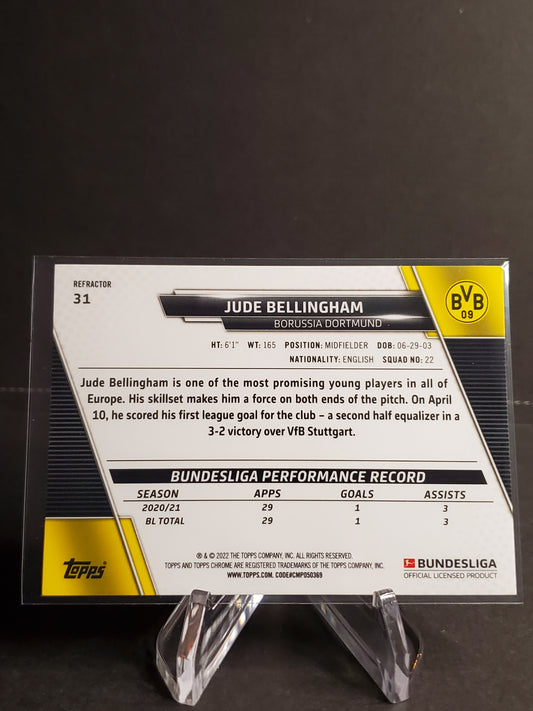 REFRACTOR
31
JUDE BELLINGHAM
BORUSSIA DORTMUND
BVB
09
HT: 6'1" WT: 165 POSITION: MIDFIELDER DOB: 06-29-03
NATIONALITY: ENGLISH SQUAD NO: 22
Jude Bellingham is one of the most promising young players in all of
Europe. His skillset makes him a force on both ends of the pitch. On April
10, he scored his first league goal for the club – a second half equalizer in a
3-2 victory over VfB Stuttgart.
BUNDESLIGA PERFORMANCE RECORD
SEASON APPS GOALS ASSISTS
2020/21 29 1 3
BL TOTAL 29 1 3
® & © 2022 THE TOPPS COMPANY, INC. ALL RIGHTS RESERVED.
TOPPS AND TOPPS CHROME ARE REGISTERED TRADEMARKS OF THE TOPPS COMPANY, INC.
WWW.TOPPS.COM. CODE#CMP050369
topps
BUNDESLIGA
OFFICIAL LICENSED PRODUCT